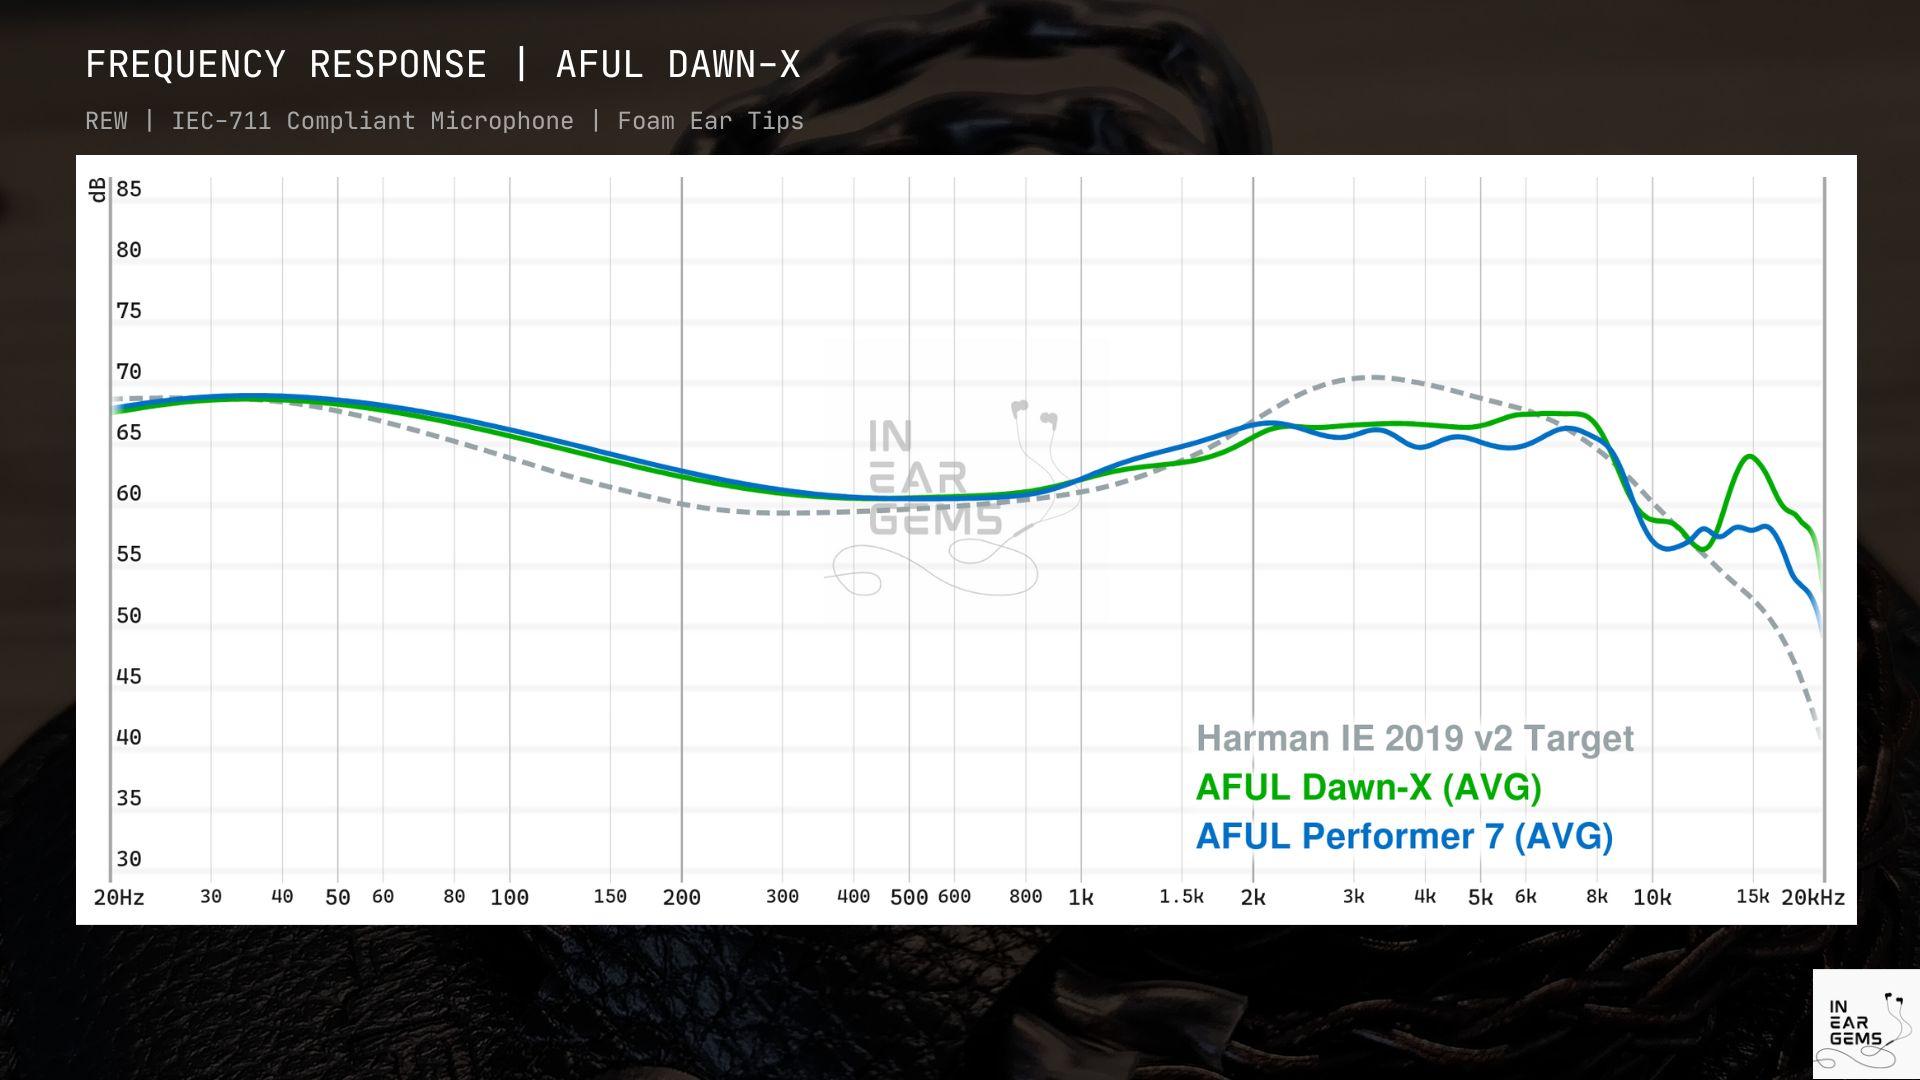 FREQUENCY RESPONSE | AFUL DAWN-X
REW | IEC-711 Compliant Microphone | Foam Ear Tips
dB
85
80
75
70
65
60
55
50
45
40
35
30
IN
EAR
GEMS
Harman IE 2019 v2 Target
AFUL Dawn-X (AVG)
AFUL Performer 7 (AVG)
20Hz 30 40 50 60 80 100 150 200 300 400 500 600 800 1k 1.5k 2k 3k 4k 5k 6k 8k 10k 15k 20kHz
IN
EAR
GEMS